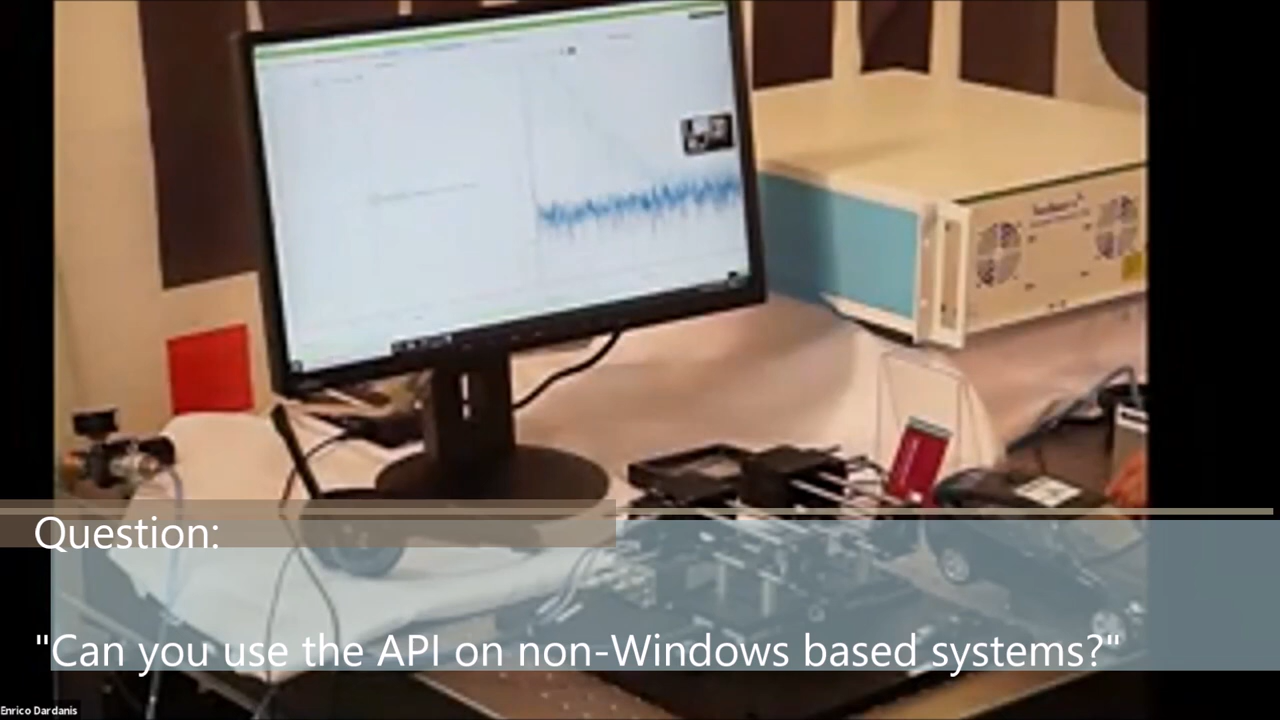 Question:
"Can you use the API on non-Windows based systems?"
Enrico Dardanis